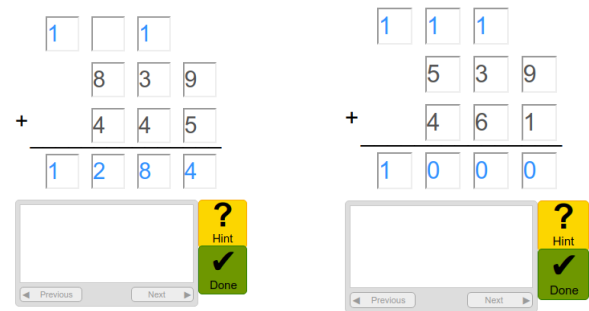 1 1
8 3 9
+ 4 4 5
1 2 8 4
?
Hint
✔
Done
◀ Previous Next ▶
1 1 1
5 3 9
+ 4 6 1
1 0 0 0
?
Hint
✔
Done
◀ Previous Next ▶